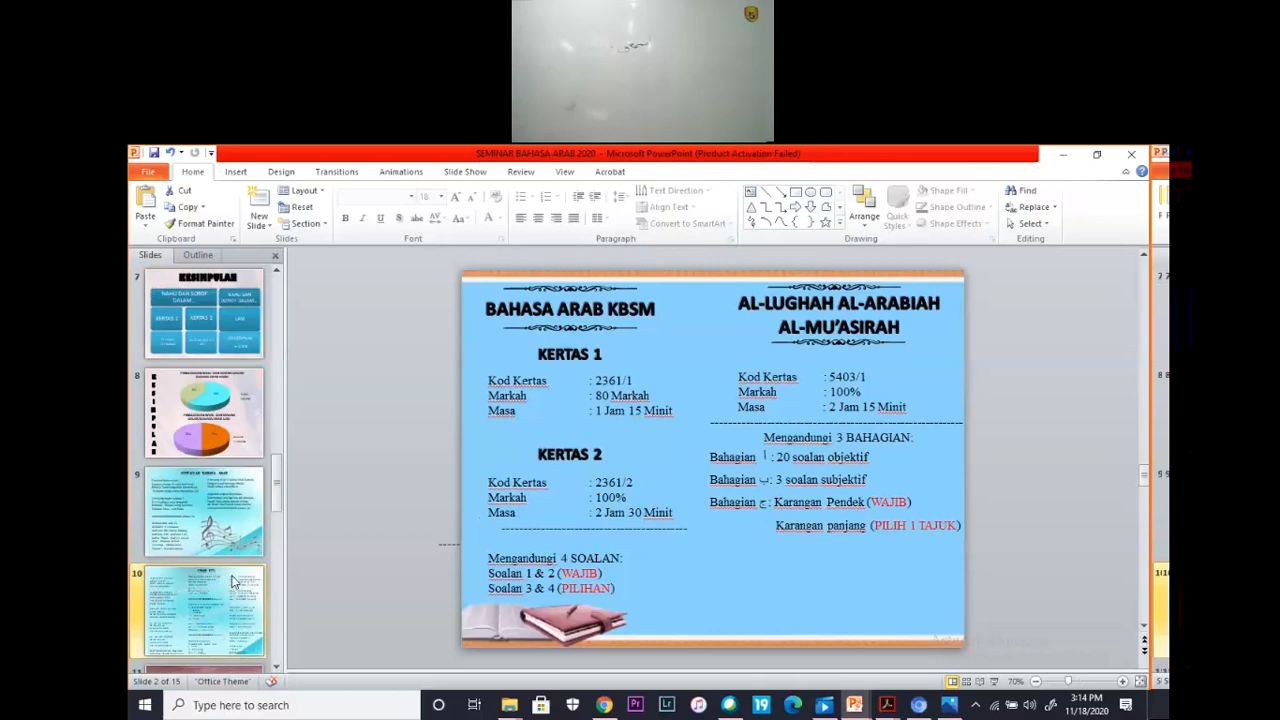 SEMINAR BAHASA ARAB 2020 - Microsoft PowerPoint (Product Activation Failed)
File Home Insert Design Transitions Animations Slide Show Review View Acrobat
Paste
Cut
Copy
Format Painter
Clipboard
New Slide
Layout
Reset
Section
Slides
16
Font
Text Direction
Align Text
Convert to SmartArt
Paragraph
Arrange
Quick Styles
Shape Fill
Shape Outline
Shape Effects
Drawing
Find
Replace
Select
Editing
Slides Outline
7
KESIMPULAN
KERTAS 1
8
9
10
11
BAHASA ARAB KBSM
KERTAS 1
Kod Kertas : 2361/1
Markah : 80 Markah
Masa : 1 Jam 15 Minit
KERTAS 2
Kod Kertas : 2361/2
Markah : 100%
Masa : 2 Jam 30 Minit
Mengandungi 4 SOALAN:
Soalan 1 & 2 (WAJIB)
Soalan 3 & 4 (PILIHAN)
AL-LUGHAH AL-ARABIAH
AL-MU’ASIRAH
Kod Kertas : 5403/1
Markah : 100%
Masa : 2 Jam 15 Minit
Mengandungi 3 BAHAGIAN:
Bahagian أ : 20 soalan objektif
Bahagian ب : 3 soalan subjektif
Bahagian ج : Karangan Pendek (WAJIB)
Karangan panjang (PILIH 1 TAJUK)
Slide 2 of 15 "Office Theme" 70%
Type here to search
3:14 PM
11/18/2020